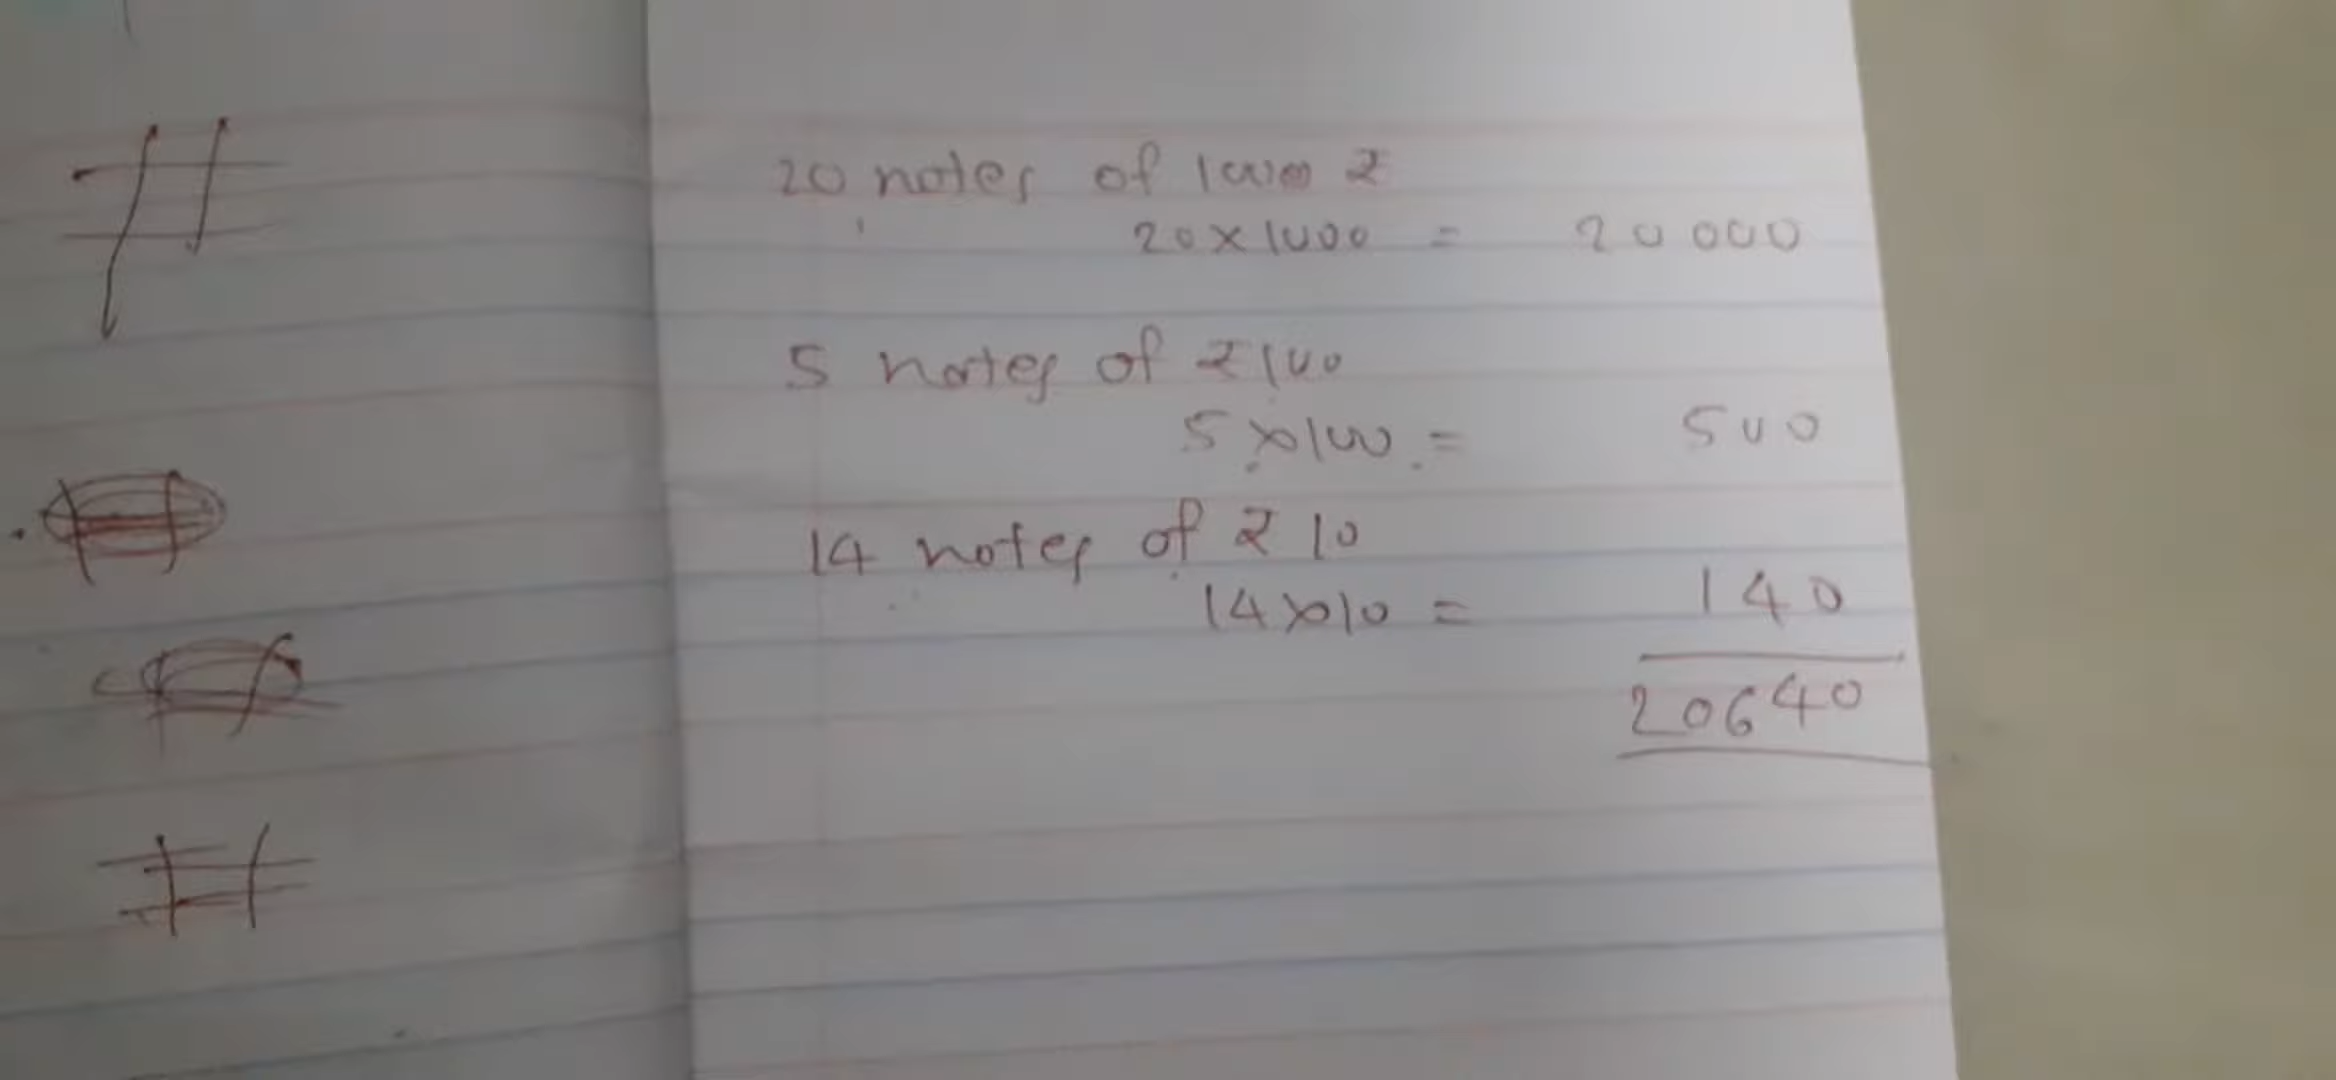 20 notes of 1000 ₹
20 x 1000 = 20000
5 notes of ₹ 100
5 x 100 = 500
14 notes of ₹ 10
14 x 10 = 140
20640